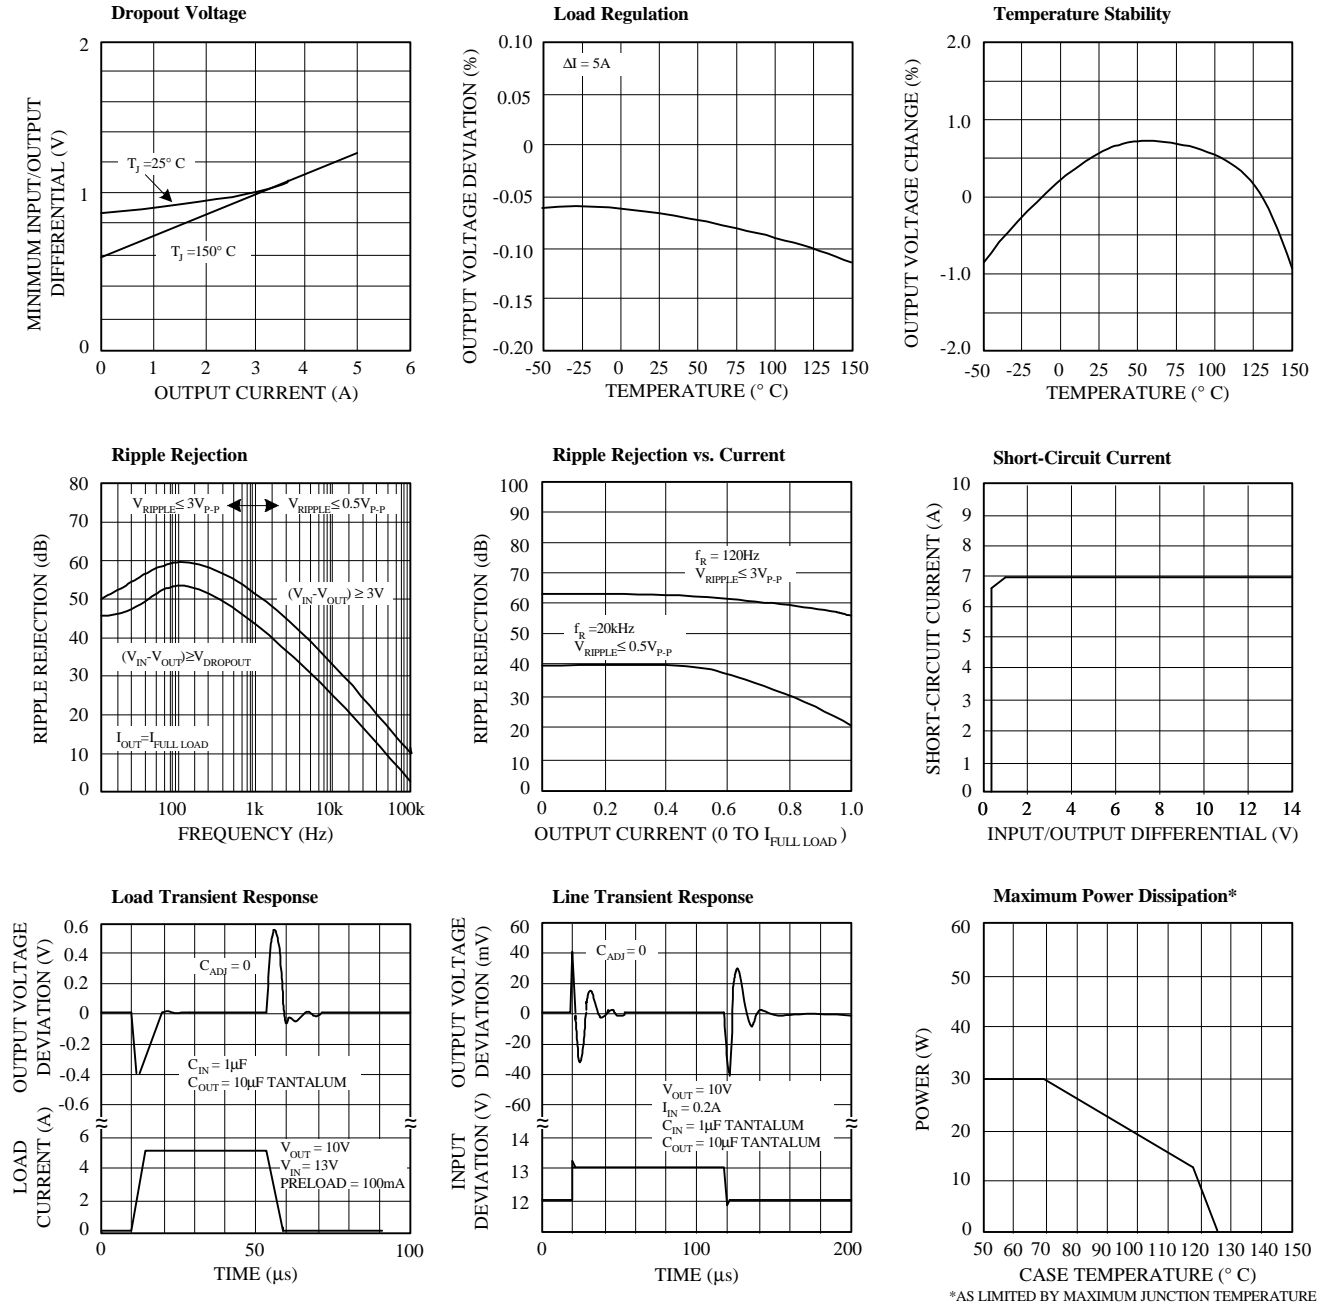 Dropout Voltage
MINIMUM INPUT/OUTPUT
DIFFERENTIAL (V)
2
1
0
T_J =25° C
T_J =150° C
0 1 2 3 4 5 6
OUTPUT CURRENT (A)
Load Regulation
OUTPUT VOLTAGE DEVIATION (%)
0.10
0.05
0
-0.05
-0.10
-0.15
-0.20
ΔI = 5A
-50 -25 0 25 50 75 100 125 150
TEMPERATURE (° C)
Temperature Stability
OUTPUT VOLTAGE CHANGE (%)
2.0
1.0
0
-1.0
-2.0
-50 -25 0 25 50 75 100 125 150
TEMPERATURE (° C)
Ripple Rejection
RIPPLE REJECTION (dB)
80
70
60
50
40
30
20
10
0
V_RIPPLE ≤ 3V_P-P
V_RIPPLE ≤ 0.5V_P-P
(V_IN-V_OUT) ≥ 3V
(V_IN-V_OUT)≥V_DROPOUT
I_OUT=I_FULL LOAD
100 1k 10k 100k
FREQUENCY (Hz)
Ripple Rejection vs. Current
RIPPLE REJECTION (dB)
100
90
80
70
60
50
40
30
20
10
0
f_R = 120Hz
V_RIPPLE ≤ 3V_P-P
f_R =20kHz
V_RIPPLE ≤ 0.5V_P-P
0 0.2 0.4 0.6 0.8 1.0
OUTPUT CURRENT (0 TO I_FULL LOAD )
Short-Circuit Current
SHORT-CIRCUIT CURRENT (A)
10
9
8
7
6
5
4
3
2
1
0
0 2 4 6 8 10 12 14
INPUT/OUTPUT DIFFERENTIAL (V)
Load Transient Response
OUTPUT VOLTAGE
DEVIATION (V)
0.6
0.4
0.2
0
-0.2
-0.4
-0.6
C_ADJ = 0
C_IN = 1µF
C_OUT = 10µF TANTALUM
≈
≈
LOAD
CURRENT (A)
6
4
2
0
V_OUT = 10V
V_IN = 13V
PRELOAD = 100mA
0 50 100
TIME (µs)
Line Transient Response
OUTPUT VOLTAGE
DEVIATION (mV)
60
40
20
0
-20
-40
-60
C_ADJ = 0
V_OUT = 10V
I_IN = 0.2A
C_IN = 1µF TANTALUM
C_OUT = 10µF TANTALUM
≈
≈
INPUT
DEVIATION (V)
14
13
12
0 100 200
TIME (µs)
Maximum Power Dissipation*
POWER (W)
60
50
40
30
20
10
0
50 60 70 80 90 100 110 120 130 140 150
CASE TEMPERATURE (° C)
*AS LIMITED BY MAXIMUM JUNCTION TEMPERATURE